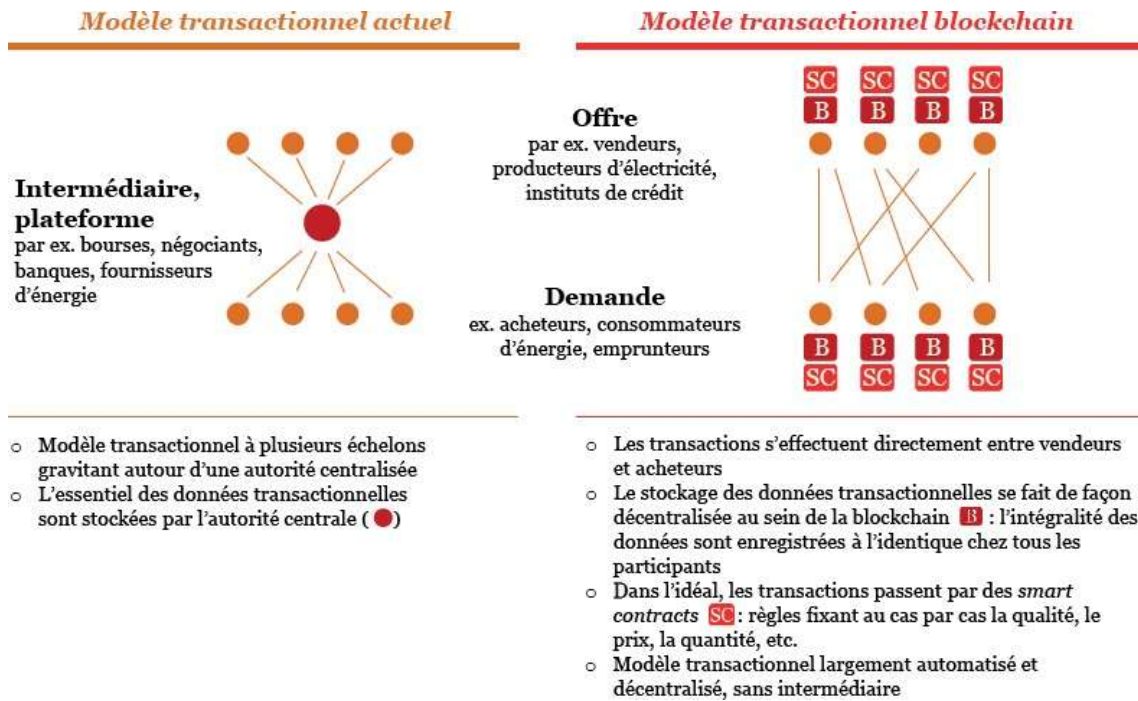 Modèle transactionnel actuel
Modèle transactionnel blockchain
Intermédiaire,
plateforme
par ex. bourses, négociants,
banques, fournisseurs
d’énergie
Offre
par ex. vendeurs,
producteurs d’électricité,
instituts de crédit
Demande
ex. acheteurs, consommateurs
d’énergie, emprunteurs
SC SC SC SC
B B B B
B B B B
SC SC SC SC
o Modèle transactionnel à plusieurs échelons
gravitant autour d’une autorité centralisée
o L’essentiel des données transactionnelles
sont stockées par l’autorité centrale ( )
o Les transactions s’effectuent directement entre vendeurs
et acheteurs
o Le stockage des données transactionnelles se fait de façon
décentralisée au sein de la blockchain B : l’intégralité des
données sont enregistrées à l’identique chez tous les
participants
o Dans l’idéal, les transactions passent par des smart
contracts SC : règles fixant au cas par cas la qualité, le
prix, la quantité, etc.
o Modèle transactionnel largement automatisé et
décentralisé, sans intermédiaire